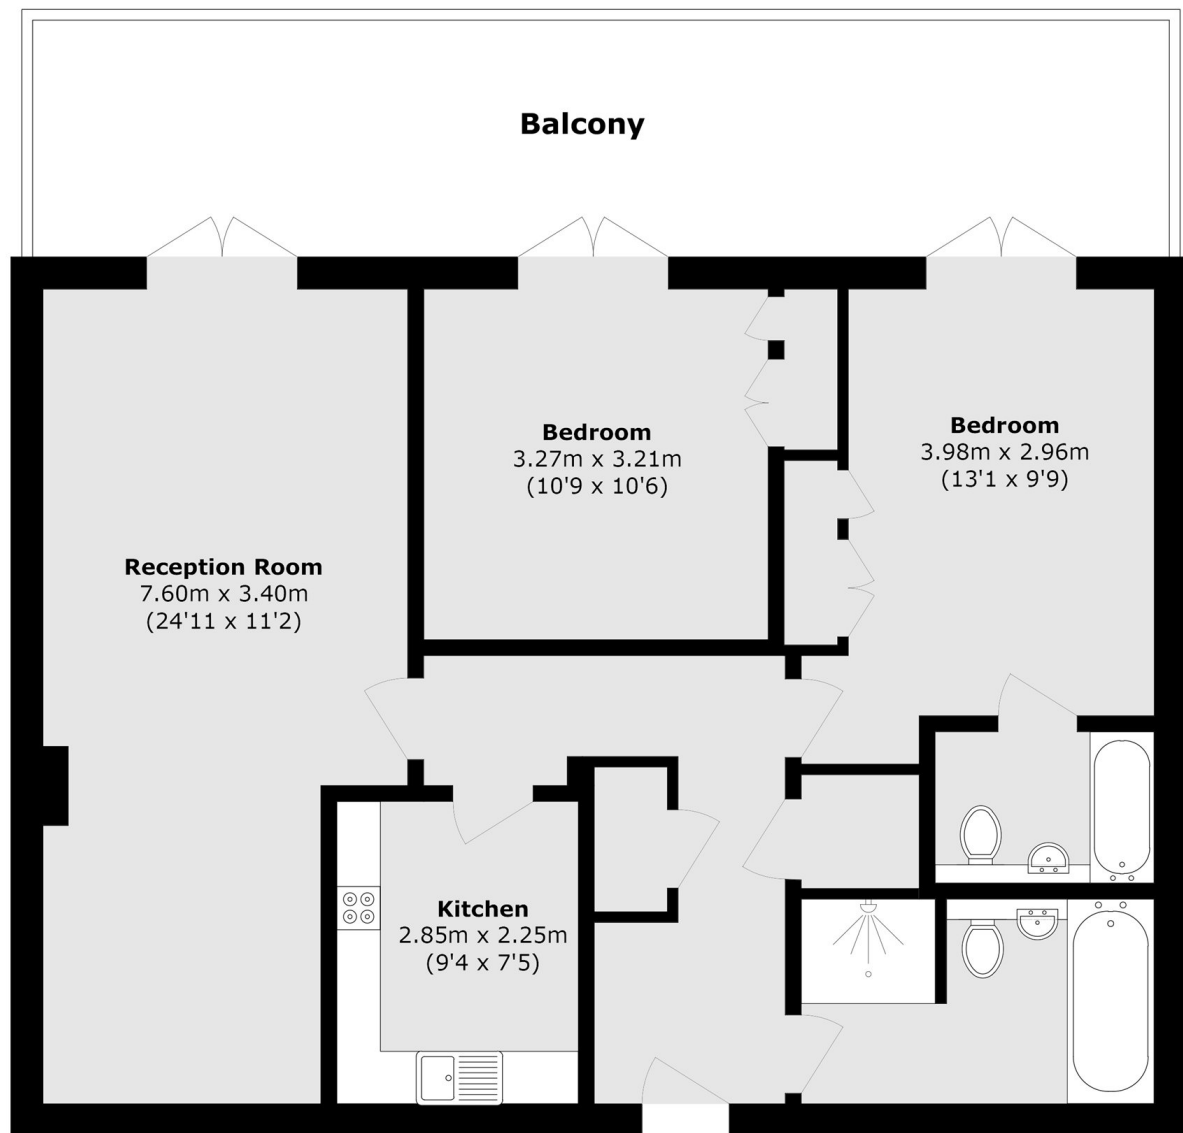 Balcony
Bedroom
3.27m x 3.21m
(10'9 x 10'6)
Bedroom
3.98m x 2.96m
(13'1 x 9'9)
Reception Room
7.60m x 3.40m
(24'11 x 11'2)
Kitchen
2.85m x 2.25m
(9'4 x 7'5)